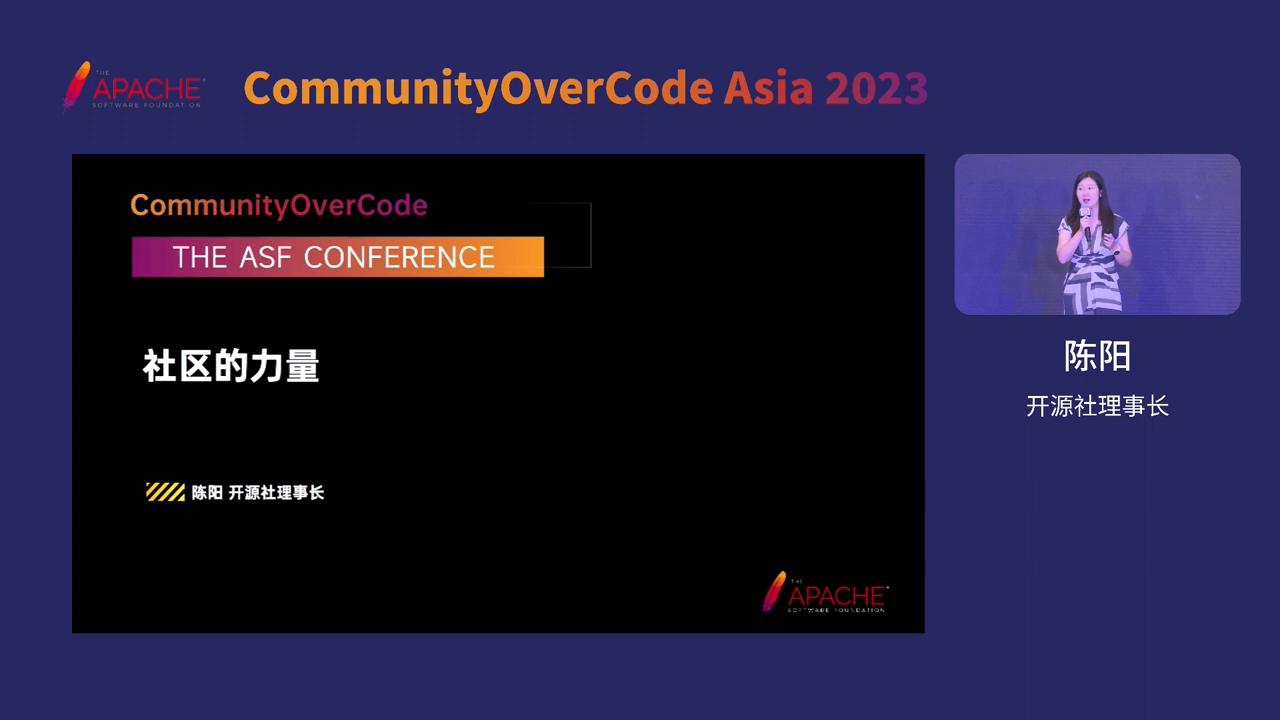 THE
APACHE
SOFTWARE FOUNDATION
CommunityOverCode Asia 2023
CommunityOverCode
THE ASF CONFERENCE
社区的力量
陈阳 开源社理事长
THE
APACHE
SOFTWARE FOUNDATION
陈阳
开源社理事长